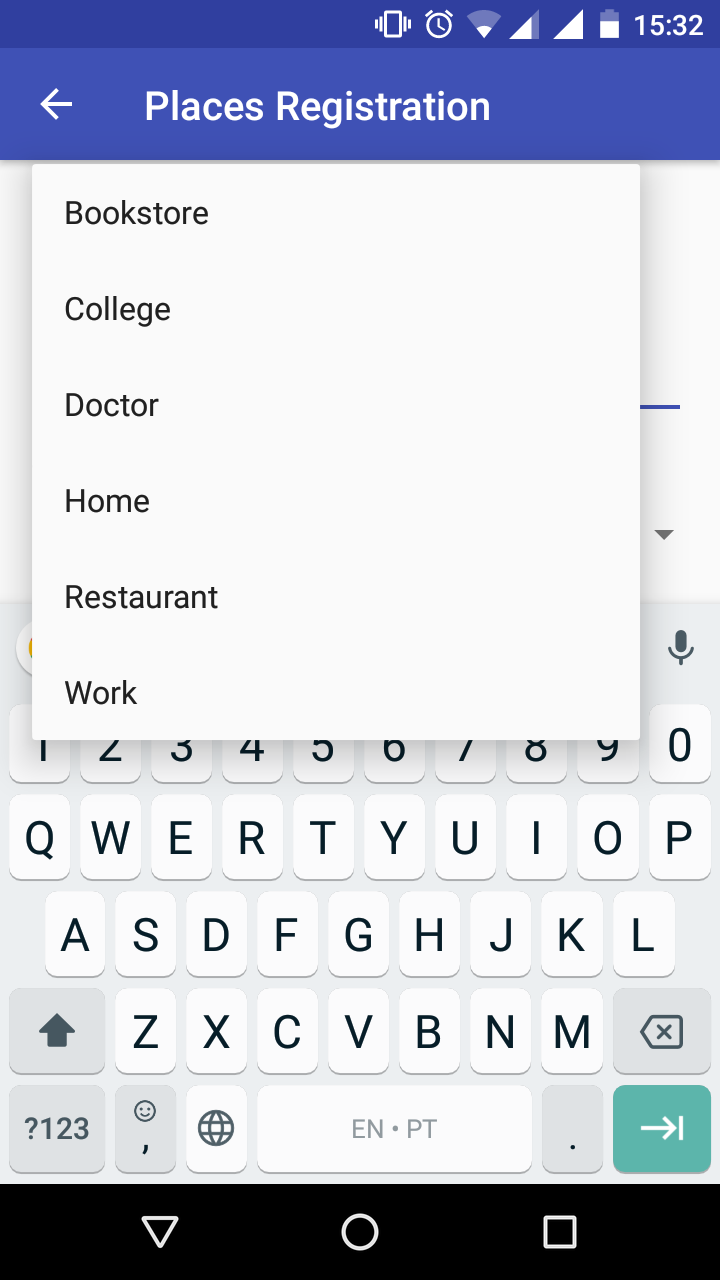 15:32
Places Registration
Bookstore
College
Doctor
Home
Restaurant
Work
1 2 3 4 5 6 7 8 9 0
Q W E R T Y U I O P
A S D F G H J K L
Z X C V B N M
?123 , EN • PT .